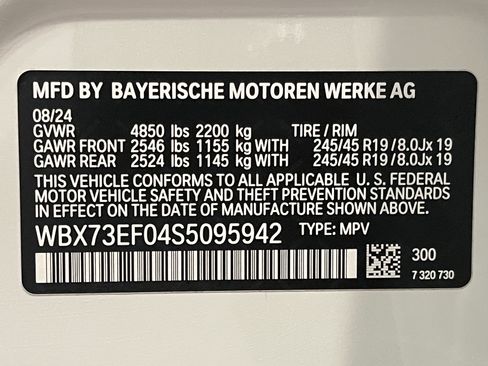 MFD BY BAYERISCHE MOTOREN WERKE AG
08/24
GVWR 4850 lbs 2200 kg TIRE / RIM
GAWR FRONT 2546 lbs 1155 kg WITH 245/45 R19 / 8.0Jx 19
GAWR REAR 2524 lbs 1145 kg WITH 245/45 R19 / 8.0Jx 19
THIS VEHICLE CONFORMS TO ALL APPLICABLE U. S. FEDERAL
MOTOR VEHICLE SAFETY AND THEFT PREVENTION STANDARDS
IN EFFECT ON THE DATE OF MANUFACTURE SHOWN ABOVE.
WBX73EF04S5095942 TYPE: MPV
300
7 320 730